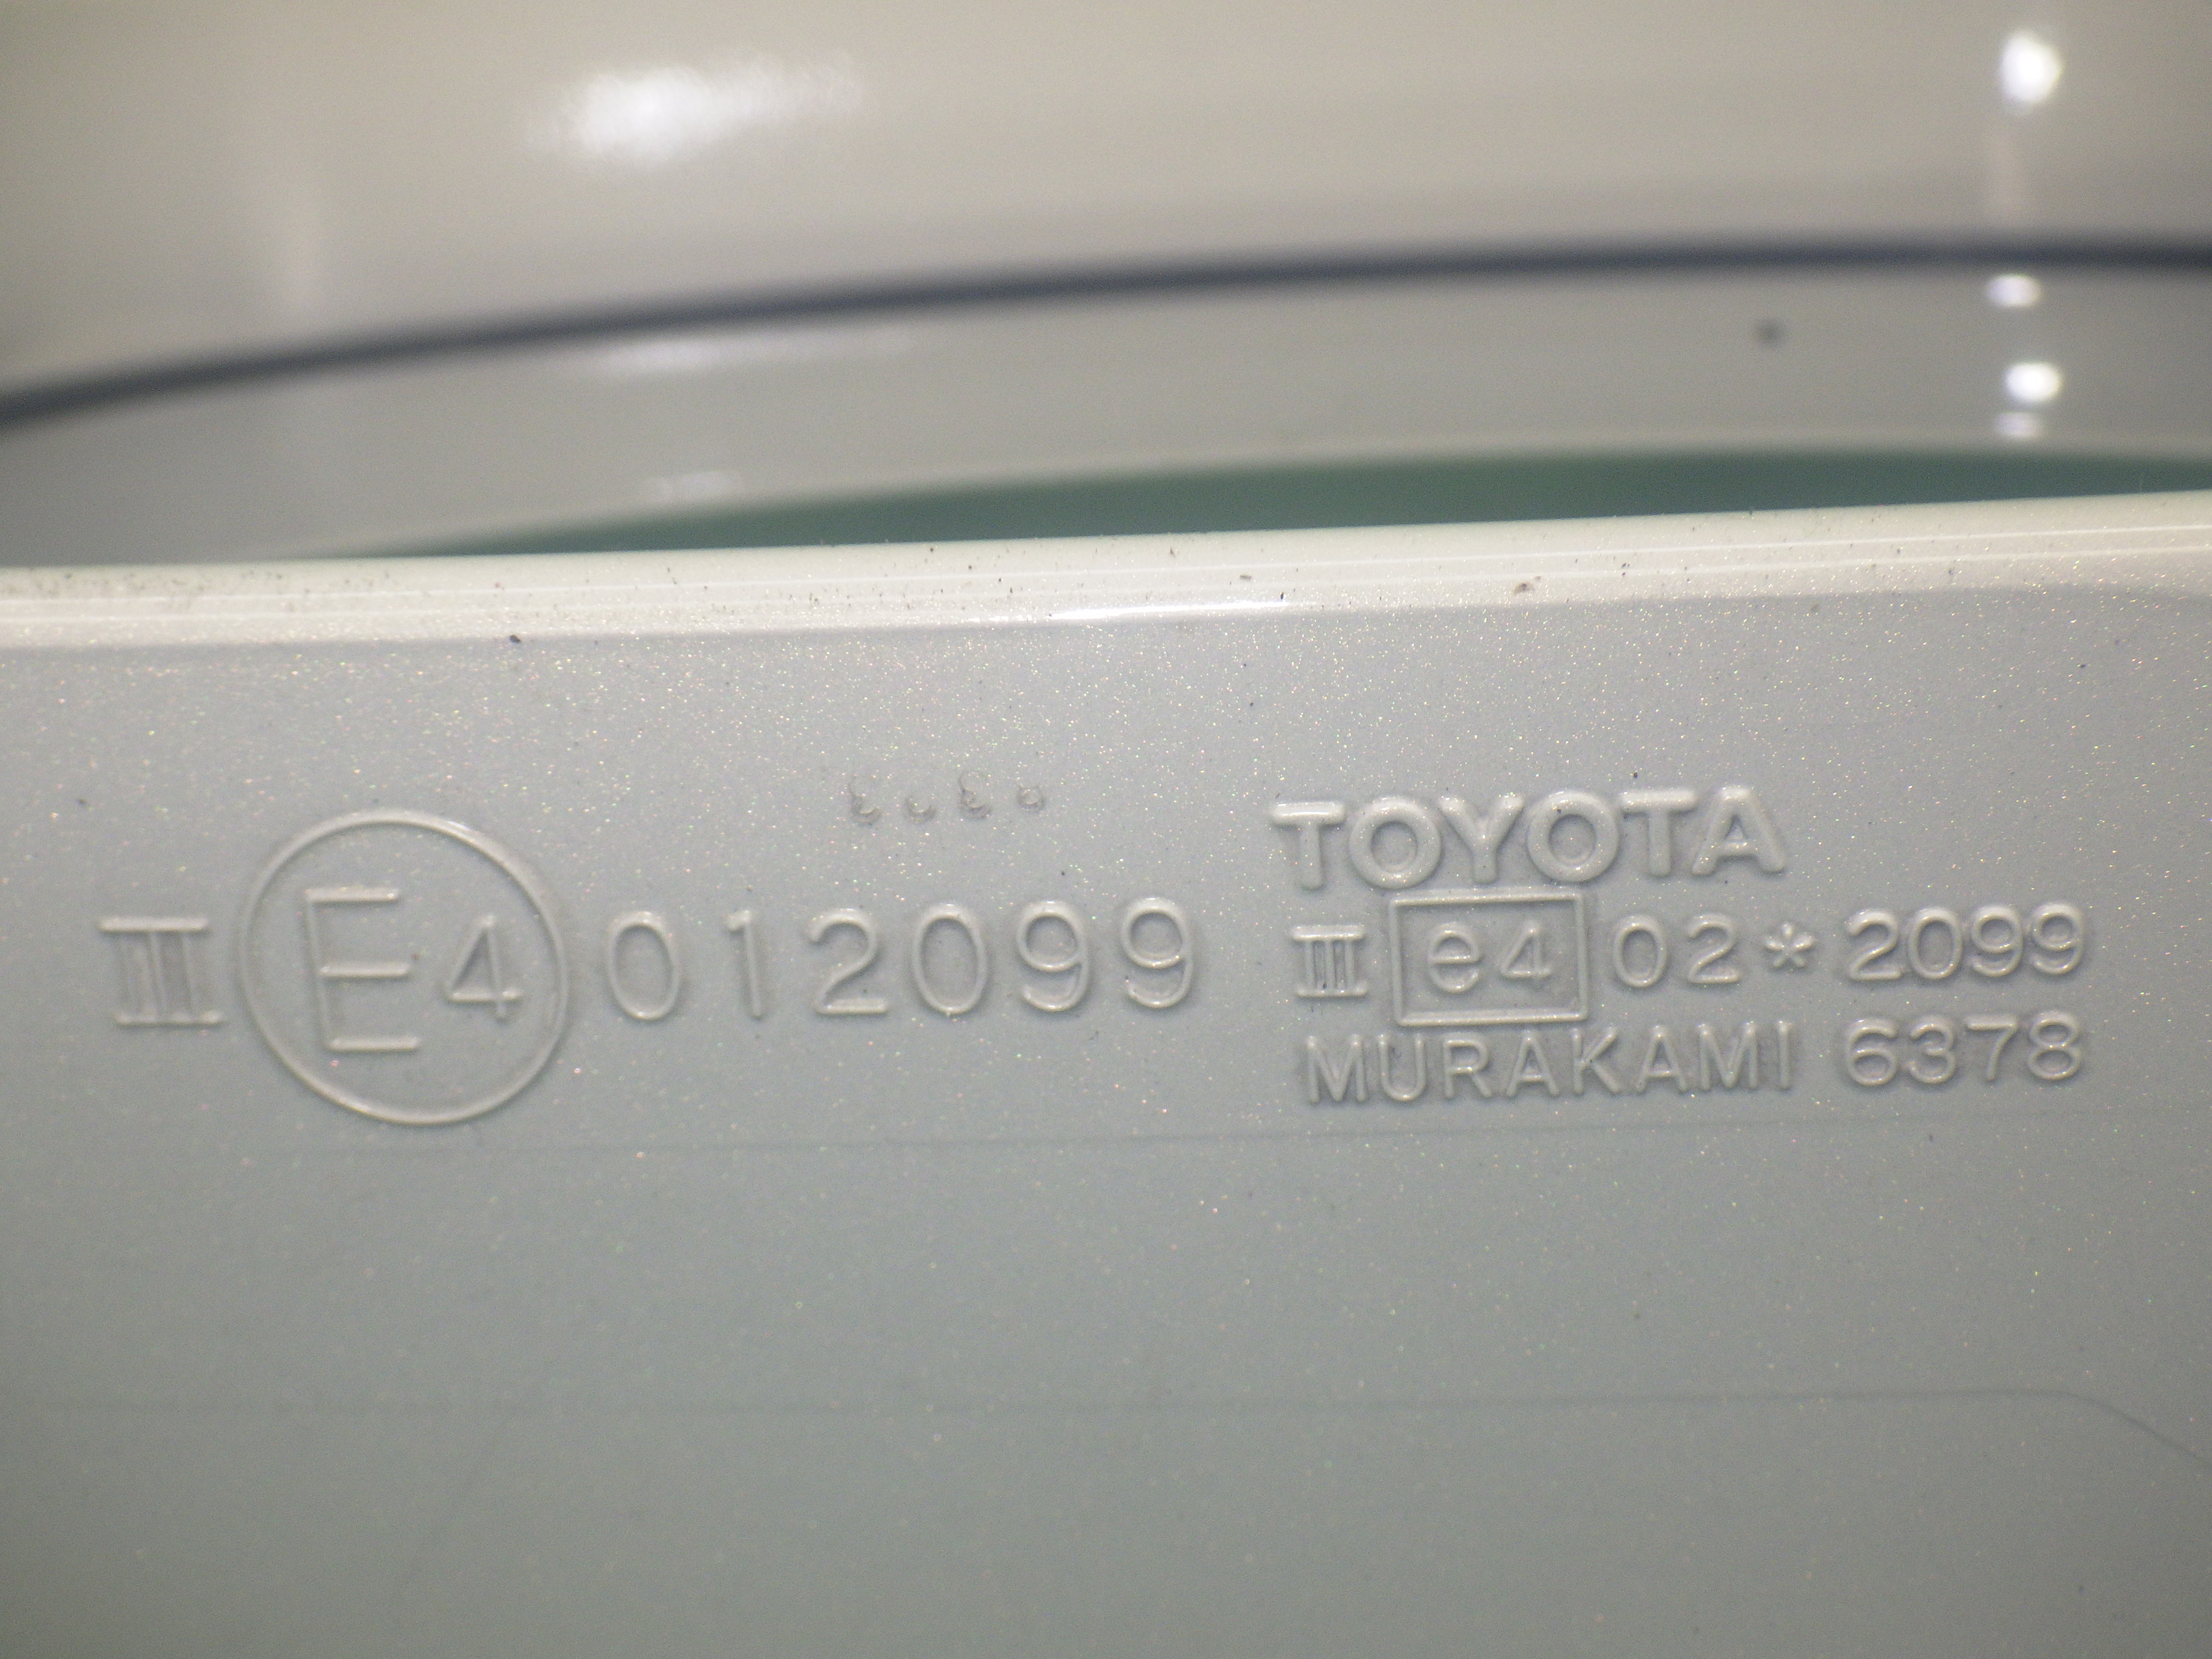 III E4 012099
TOYOTA
III e4 02*2099
MURAKAMI 6378